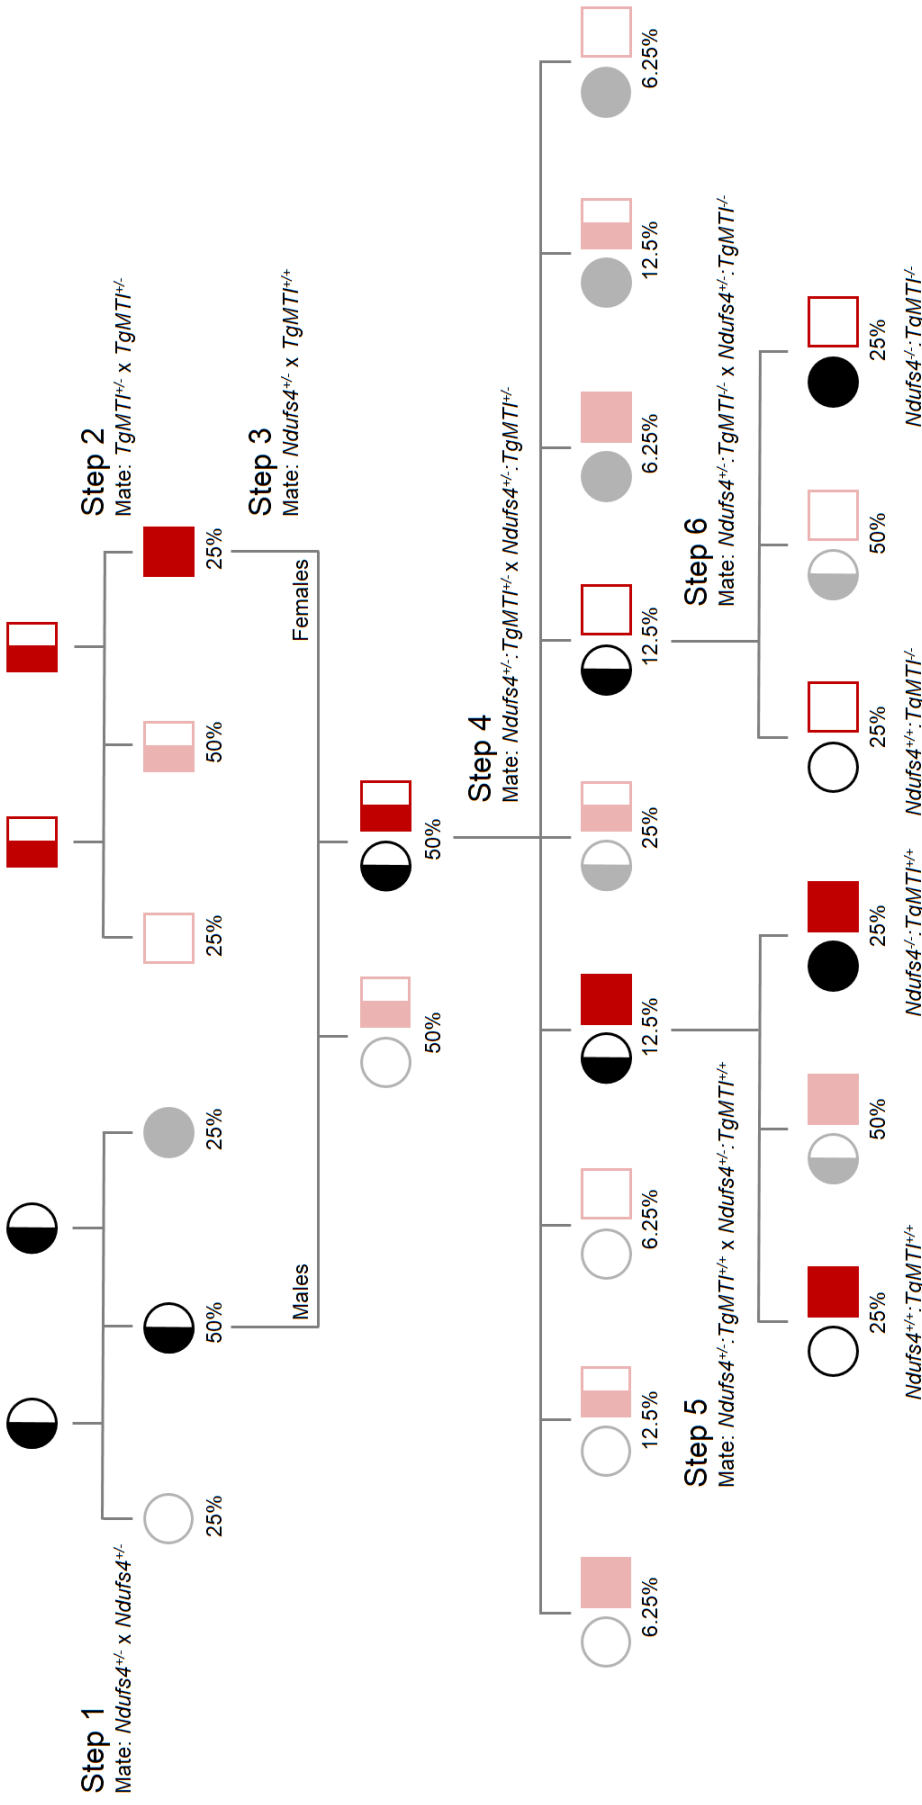 Step 1
Mate: Ndufs4+/- x Ndufs4+/-
25%
50%
25%
Step 2
Mate: TgMTI+/- x TgMTI+/-
25%
50%
25%
Step 3
Mate: Ndufs4+/- x TgMTI+/+
Males
Females
50%
50%
Step 4
Mate: Ndufs4+/-:TgMTI+/- x Ndufs4+/-:TgMTI+/-
6.25%
12.5%
6.25%
12.5%
25%
12.5%
6.25%
12.5%
6.25%
Step 5
Mate: Ndufs4+/-:TgMTI+/+ x Ndufs4+/-:TgMTI+/+
25%
50%
25%
Ndufs4+/+:TgMTI+/+
Ndufs4-/-:TgMTI+/+
Step 6
Mate: Ndufs4+/-:TgMTI-/- x Ndufs4+/-:TgMTI-/-
25%
50%
25%
Ndufs4+/+:TgMTI-/-
Ndufs4-/-:TgMTI-/-